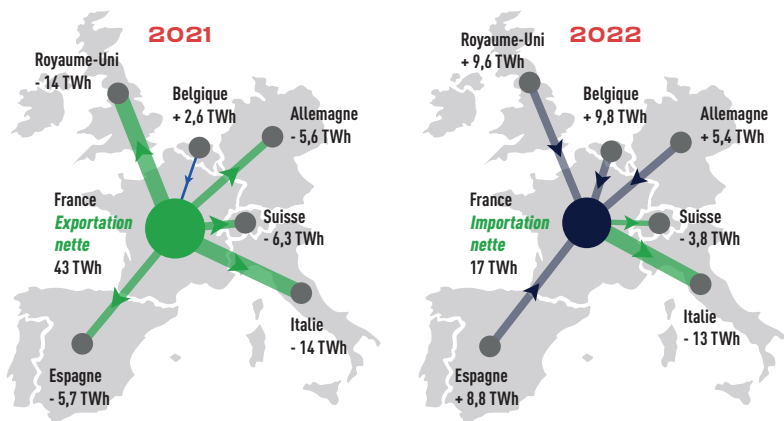 2021
Royaume-Uni
- 14 TWh
Belgique
+ 2,6 TWh
Allemagne
- 5,6 TWh
France
Exportation
nette
43 TWh
Suisse
- 6,3 TWh
Italie
- 14 TWh
Espagne
- 5,7 TWh
2022
Royaume-Uni
+ 9,6 TWh
Belgique
+ 9,8 TWh
Allemagne
+ 5,4 TWh
France
Importation
nette
17 TWh
Suisse
- 3,8 TWh
Italie
- 13 TWh
Espagne
+ 8,8 TWh